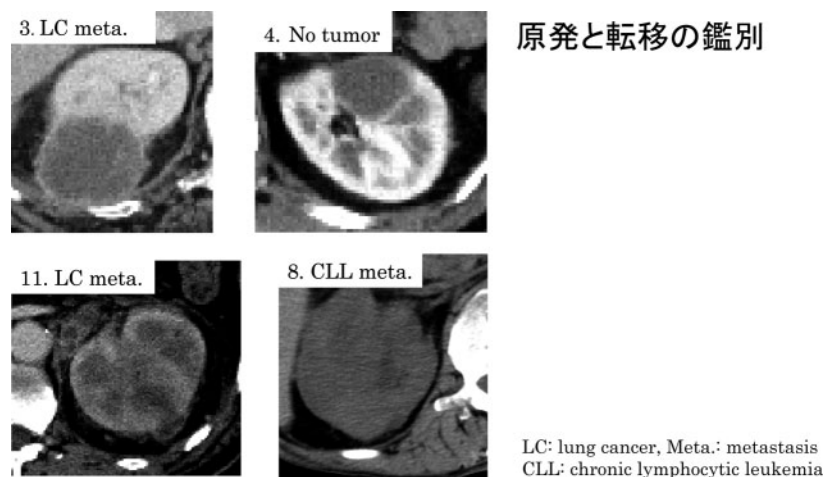 3. LC meta.
4. No tumor
原発と転移の鑑別
11. LC meta.
8. CLL meta.
LC: lung cancer, Meta.: metastasis
CLL: chronic lymphocytic leukemia